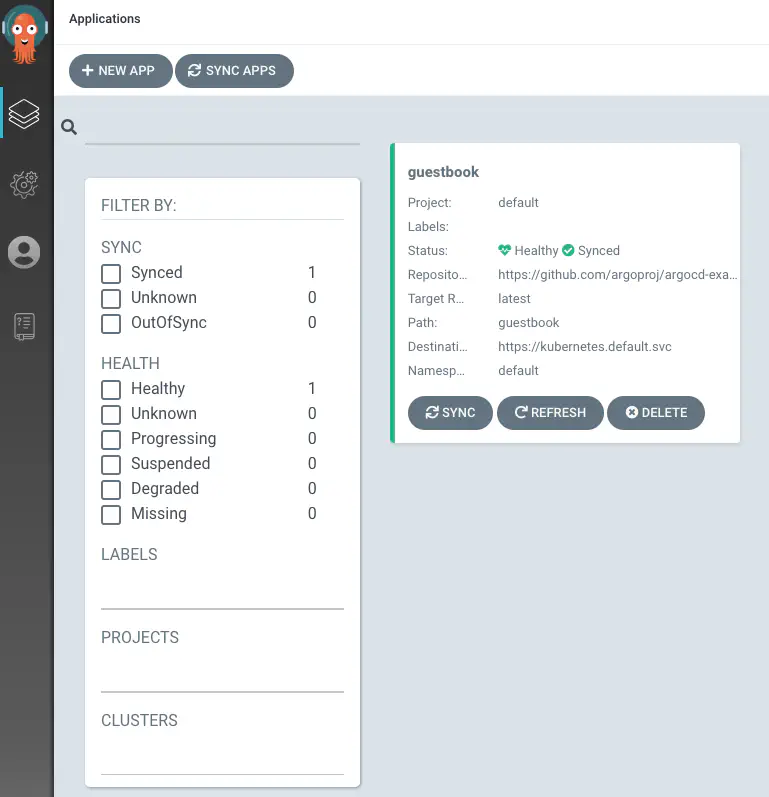 Applications
NEW APP SYNC APPS
FILTER BY:
SYNC
Synced 1
Unknown 0
OutOfSync 0
HEALTH
Healthy 1
Unknown 0
Progressing 0
Suspended 0
Degraded 0
Missing 0
LABELS
PROJECTS
CLUSTERS
guestbook
Project: default
Labels:
Status: Healthy Synced
Reposito... https://github.com/argoproj/argocd-exa...
Target R... latest
Path: guestbook
Destinati... https://kubernetes.default.svc
Namesp... default
SYNC REFRESH DELETE